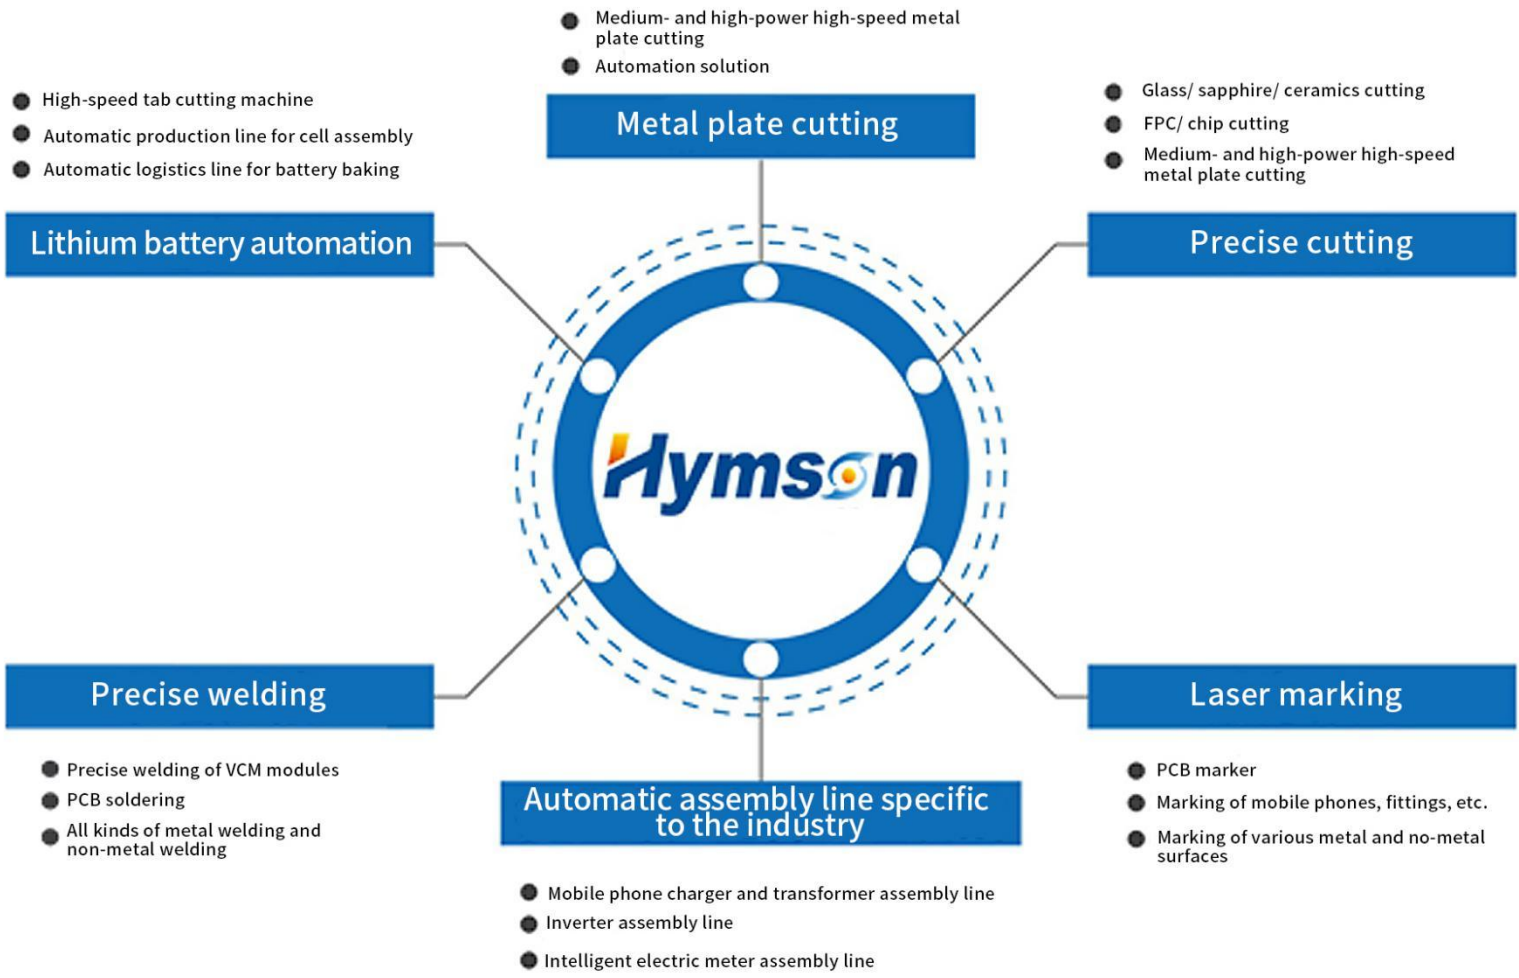 Medium- and high-power high-speed metal
plate cutting
Automation solution
Metal plate cutting
High-speed tab cutting machine
Automatic production line for cell assembly
Automatic logistics line for battery baking
Lithium battery automation
Glass/ sapphire/ ceramics cutting
FPC/ chip cutting
Medium- and high-power high-speed
metal plate cutting
Precise cutting
Hymson
Precise welding
Precise welding of VCM modules
PCB soldering
All kinds of metal welding and
non-metal welding
Automatic assembly line specific
to the industry
Mobile phone charger and transformer assembly line
Inverter assembly line
Intelligent electric meter assembly line
Laser marking
PCB marker
Marking of mobile phones, fittings, etc.
Marking of various metal and no-metal
surfaces